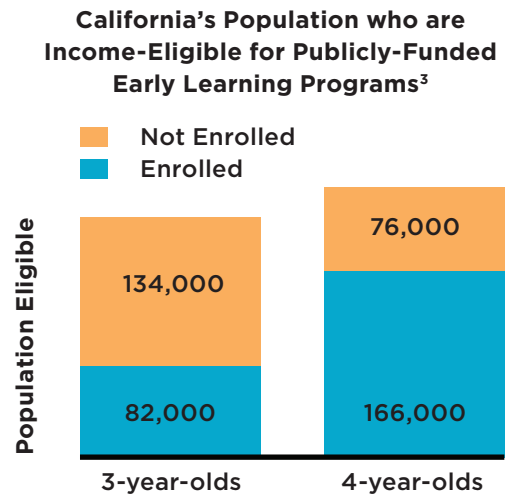 California’s Population who are
Income-Eligible for Publicly-Funded
Early Learning Programs³
Not Enrolled
Enrolled
Population Eligible
134,000
82,000
76,000
166,000
3-year-olds
4-year-olds